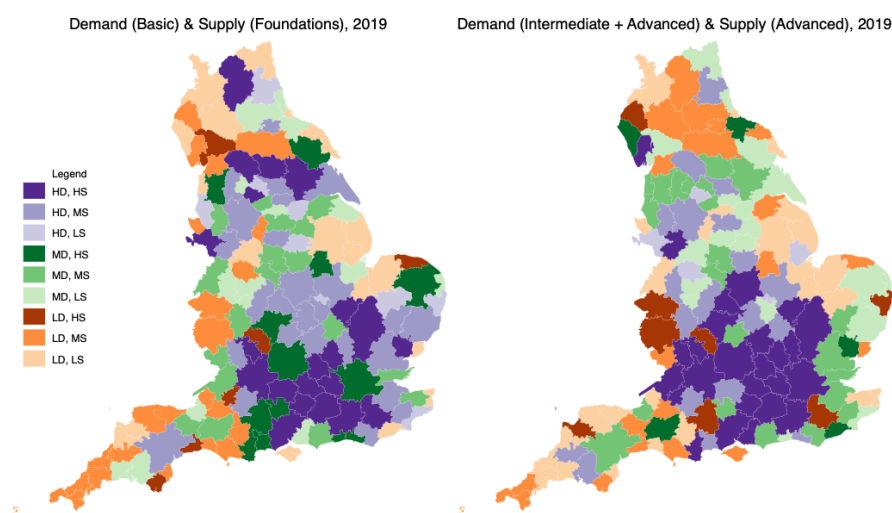 Demand (Basic) & Supply (Foundations), 2019
Demand (Intermediate + Advanced) & Supply (Advanced), 2019
Legend
HD, HS
HD, MS
HD, LS
MD, HS
MD, MS
MD, LS
LD, HS
LD, MS
LD, LS